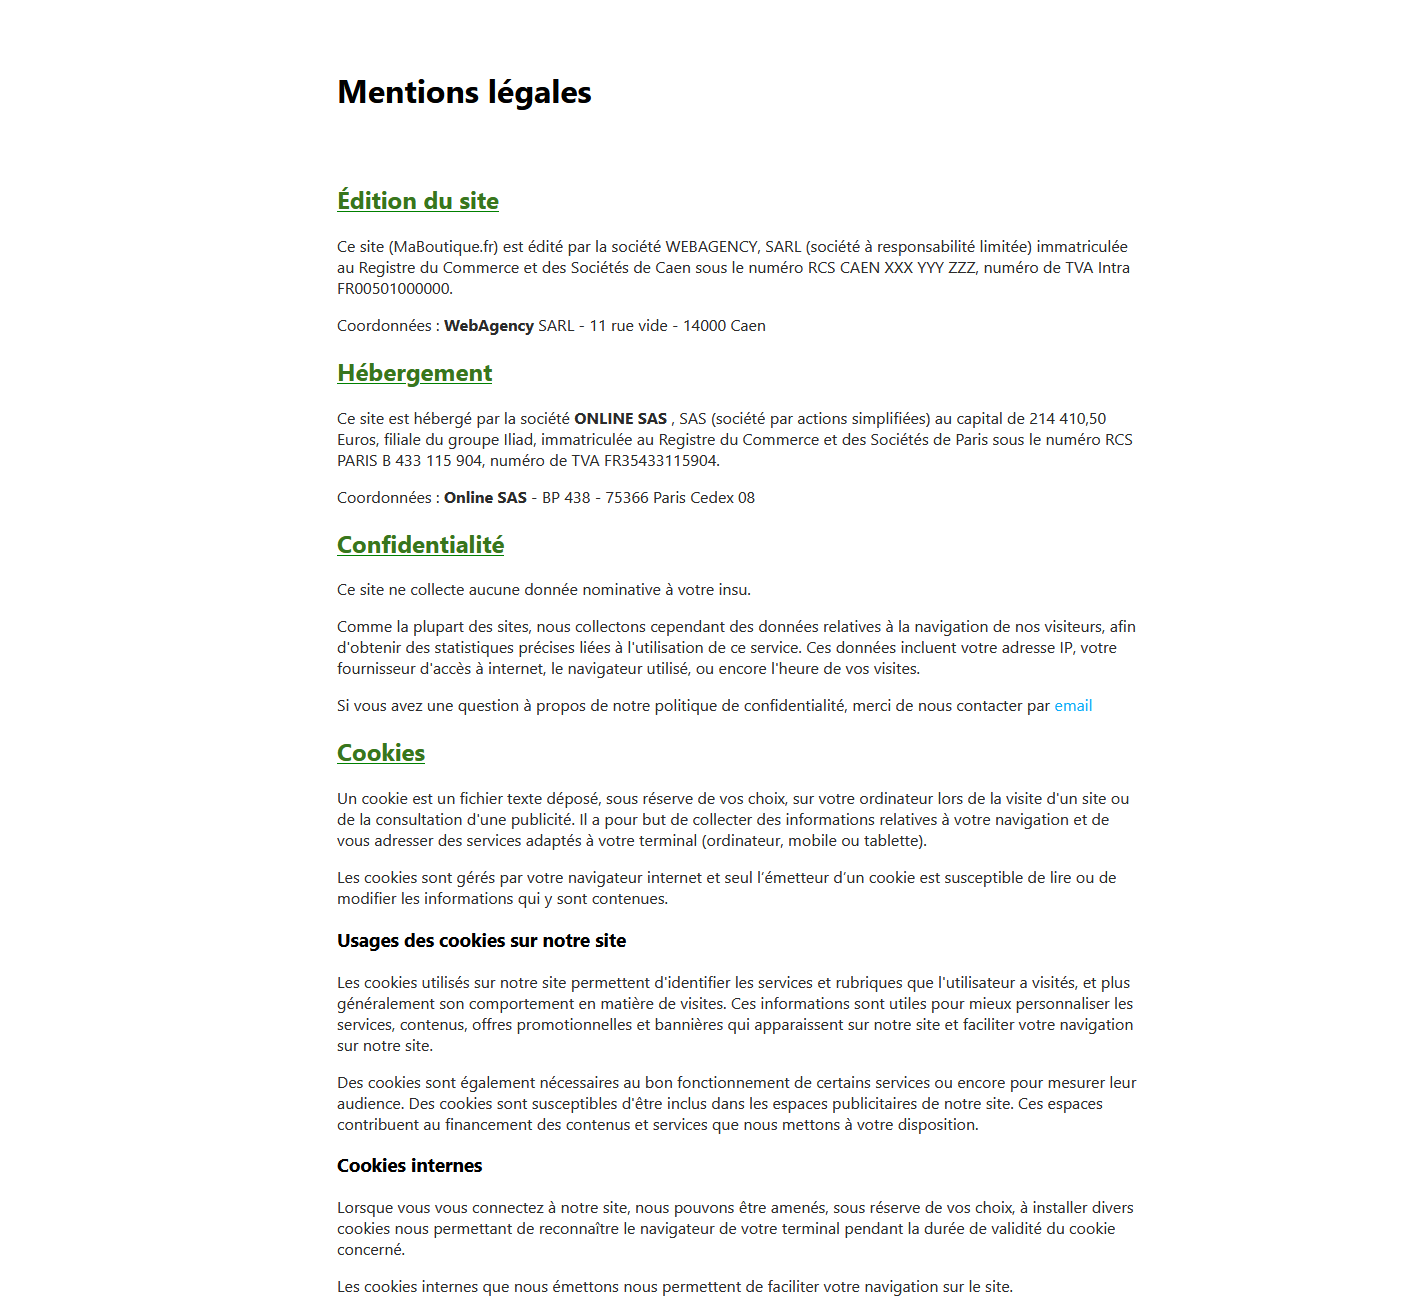 Mentions légales
Édition du site
Ce site (MaBoutique.fr) est édité par la société WEBAGENCY, SARL (société à responsabilité limitée) immatriculée
au Registre du Commerce et des Sociétés de Caen sous le numéro RCS CAEN XXX YYY ZZZ, numéro de TVA Intra
FR00501000000.
Coordonnées : WebAgency SARL - 11 rue vide - 14000 Caen
Hébergement
Ce site est hébergé par la société ONLINE SAS , SAS (société par actions simplifiées) au capital de 214 410,50
Euros, filiale du groupe Iliad, immatriculée au Registre du Commerce et des Sociétés de Paris sous le numéro RCS
PARIS B 433 115 904, numéro de TVA FR35433115904.
Coordonnées : Online SAS - BP 438 - 75366 Paris Cedex 08
Confidentialité
Ce site ne collecte aucune donnée nominative à votre insu.
Comme la plupart des sites, nous collectons cependant des données relatives à la navigation de nos visiteurs, afin
d'obtenir des statistiques précises liées à l'utilisation de ce service. Ces données incluent votre adresse IP, votre
fournisseur d'accès à internet, le navigateur utilisé, ou encore l'heure de vos visites.
Si vous avez une question à propos de notre politique de confidentialité, merci de nous contacter par email
Cookies
Un cookie est un fichier texte déposé, sous réserve de vos choix, sur votre ordinateur lors de la visite d'un site ou
de la consultation d'une publicité. Il a pour but de collecter des informations relatives à votre navigation et de
vous adresser des services adaptés à votre terminal (ordinateur, mobile ou tablette).
Les cookies sont gérés par votre navigateur internet et seul l’émetteur d’un cookie est susceptible de lire ou de
modifier les informations qui y sont contenues.
Usages des cookies sur notre site
Les cookies utilisés sur notre site permettent d'identifier les services et rubriques que l'utilisateur a visités, et plus
généralement son comportement en matière de visites. Ces informations sont utiles pour mieux personnaliser les
services, contenus, offres promotionnelles et bannières qui apparaissent sur notre site et faciliter votre navigation
sur notre site.
Des cookies sont également nécessaires au bon fonctionnement de certains services ou encore pour mesurer leur
audience. Des cookies sont susceptibles d'être inclus dans les espaces publicitaires de notre site. Ces espaces
contribuent au financement des contenus et services que nous mettons à votre disposition.
Cookies internes
Lorsque vous vous connectez à notre site, nous pouvons être amenés, sous réserve de vos choix, à installer divers
cookies nous permettant de reconnaître le navigateur de votre terminal pendant la durée de validité du cookie
concerné.
Les cookies internes que nous émettons nous permettent de faciliter votre navigation sur le site.